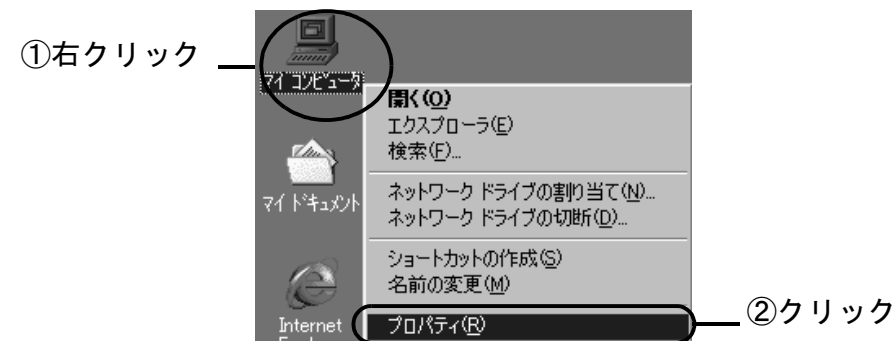 ①右クリック
マイ コンピュータ
開く(O)
エクスプローラ(E)
検索(F)...
マイ ドキュメント
ネットワーク ドライブの割り当て(N)...
ネットワーク ドライブの切断(D)...
ショートカットの作成(S)
名前の変更(M)
Internet
プロパティ(R)
②クリック